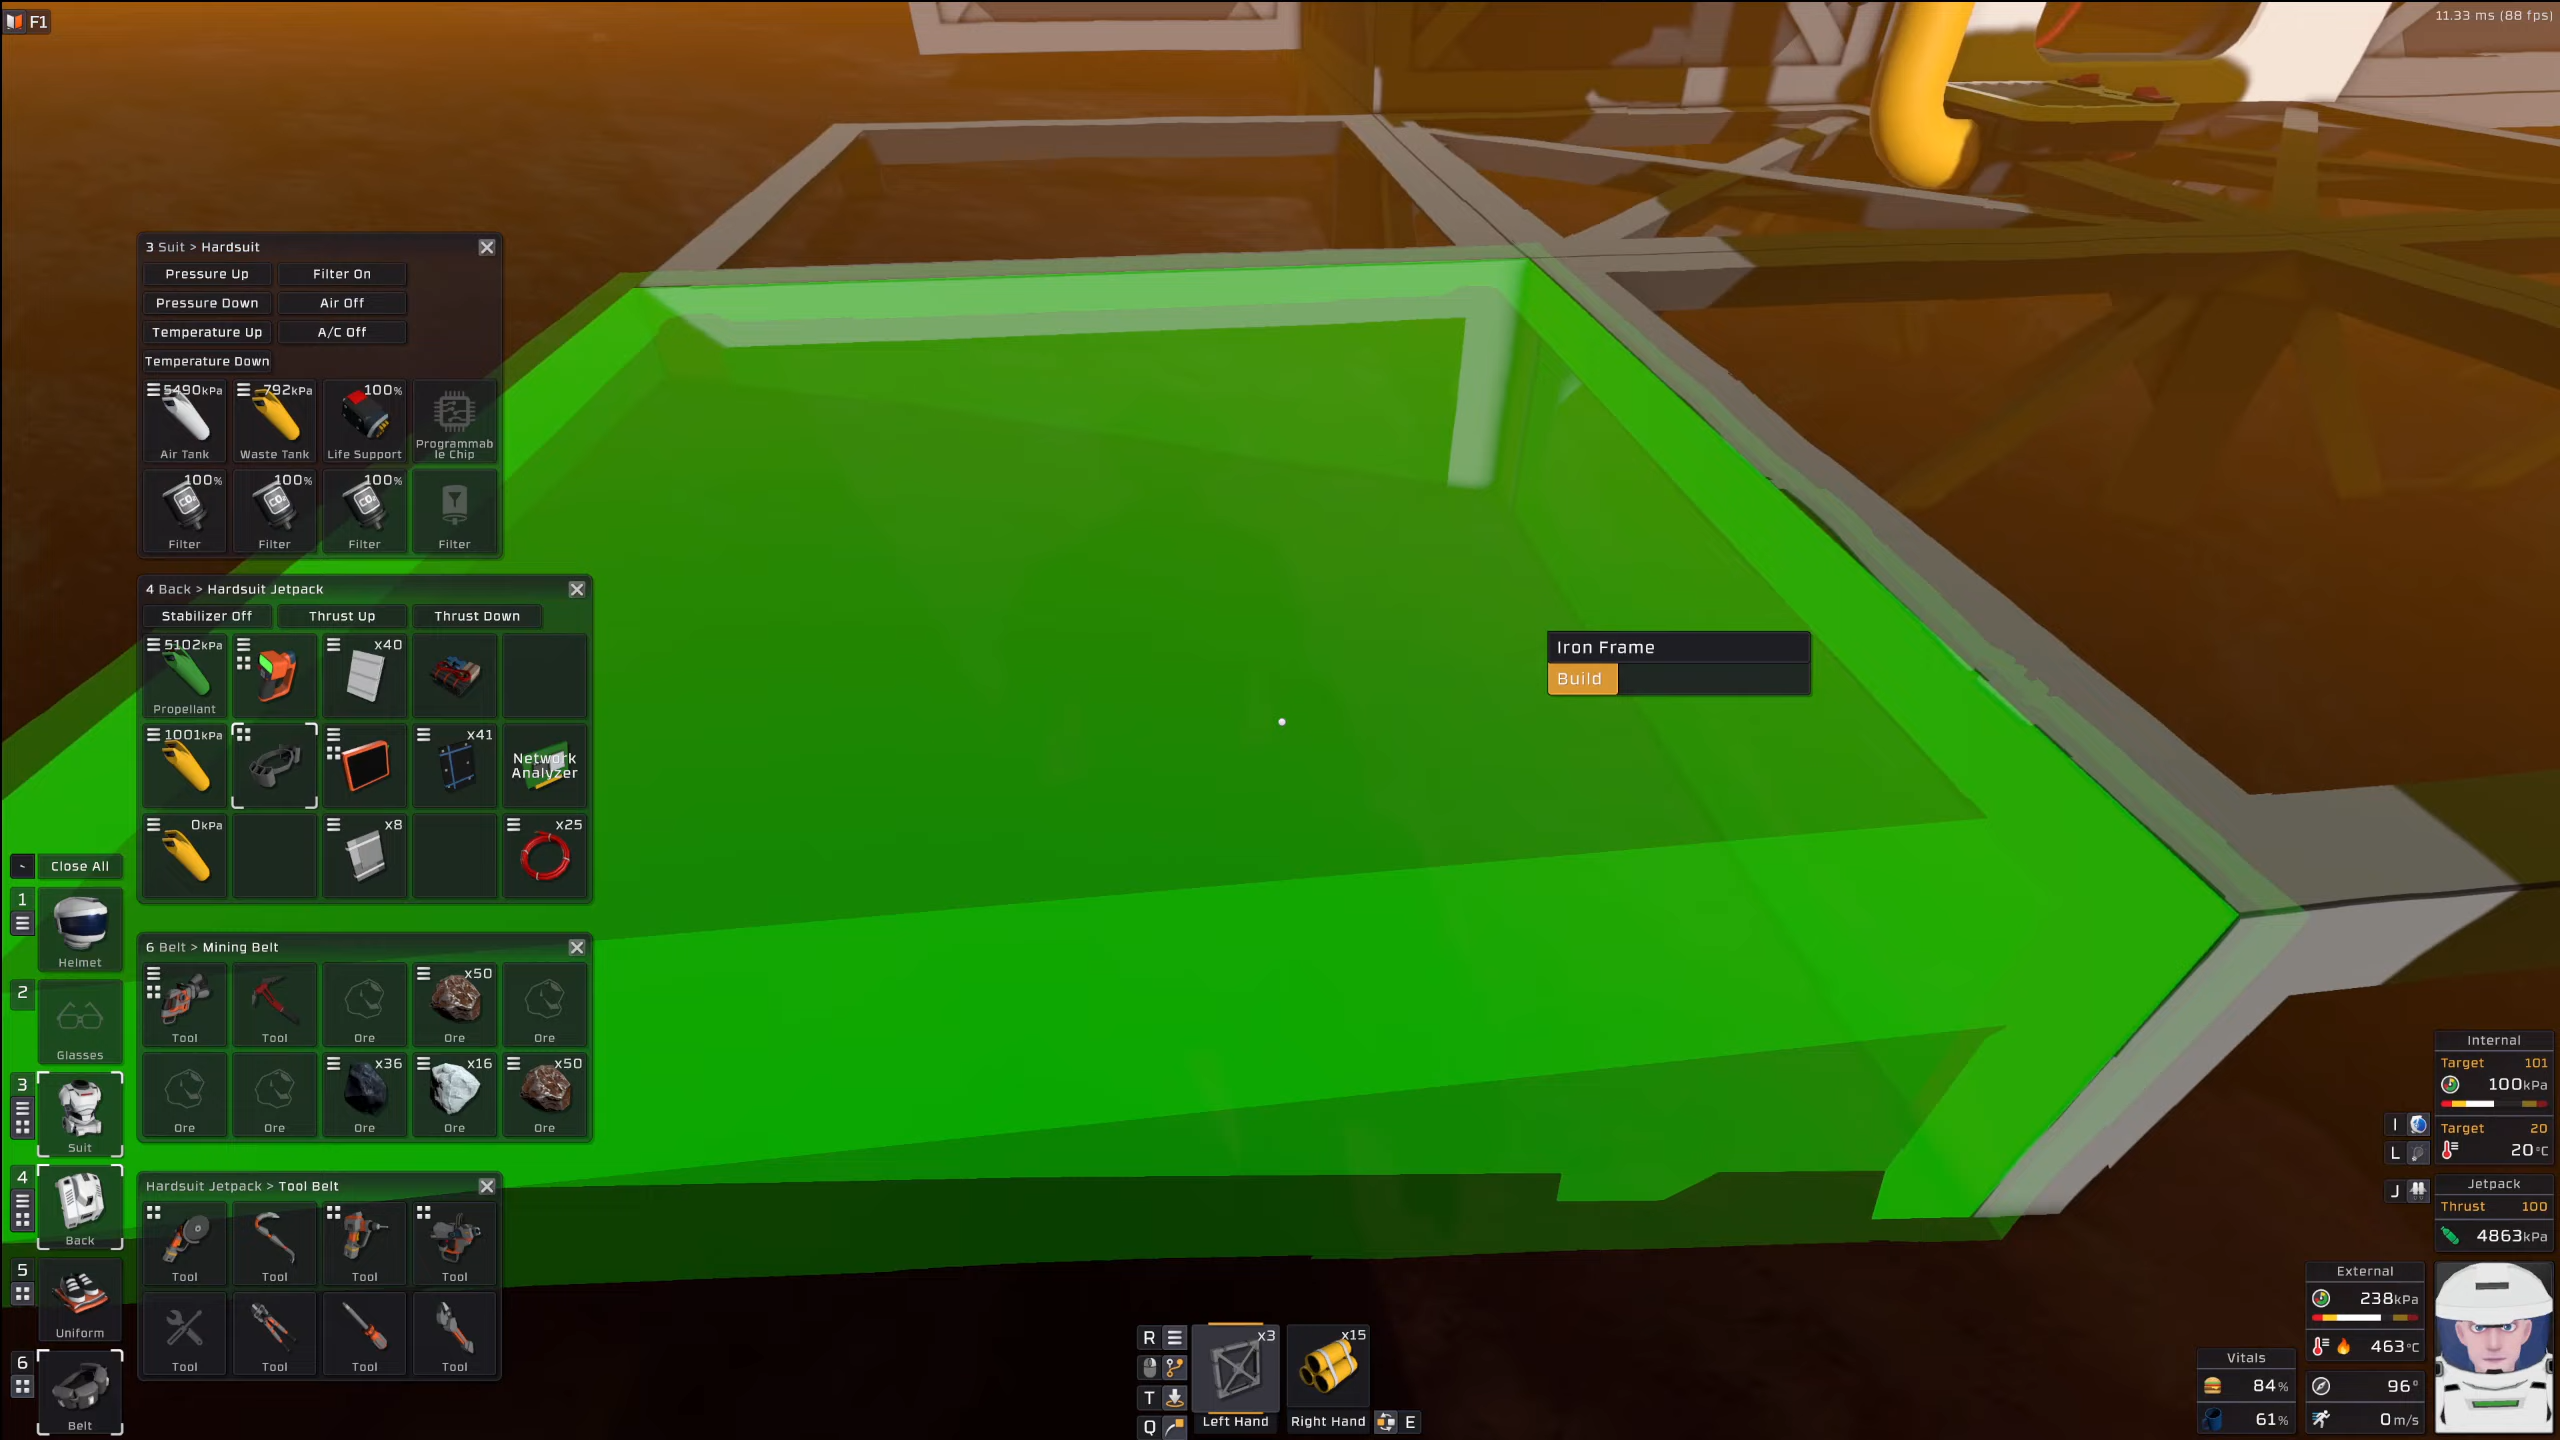 F1
11.33 ms (88 fps)
3 Suit > Hardsuit
Pressure Up
Filter On
Pressure Down
Air Off
Temperature Up
A/C Off
Temperature Down
5490kPa
792kPa
100%
Air Tank
Waste Tank
Life Support
Programmab
le Chip
100%
100%
100%
Filter
Filter
Filter
Filter
4 Back > Hardsuit Jetpack
Stabilizer Off
Thrust Up
Thrust Down
5102kPa
x40
Propellant
1001kPa
x41
Network
Analyzer
0kPa
x8
x25
Iron Frame
Build
- Close All
1
Helmet
2
Glasses
3
Suit
4
Back
5
Uniform
6
Belt
6 Belt > Mining Belt
x50
Tool
Tool
Ore
Ore
Ore
x36
x16
x50
Ore
Ore
Ore
Ore
Ore
Hardsuit Jetpack > Tool Belt
Tool
Tool
Tool
Tool
Tool
Tool
Tool
Tool
R
T
Q
x3
x15
Left Hand
Right Hand
E
Internal
Target 101
100kPa
Target 20
20°C
I
L
J
Jetpack
Thrust 100
4863kPa
External
238kPa
463°C
96°
0m/s
Vitals
84%
61%
CO₂
CO₂
CO₂